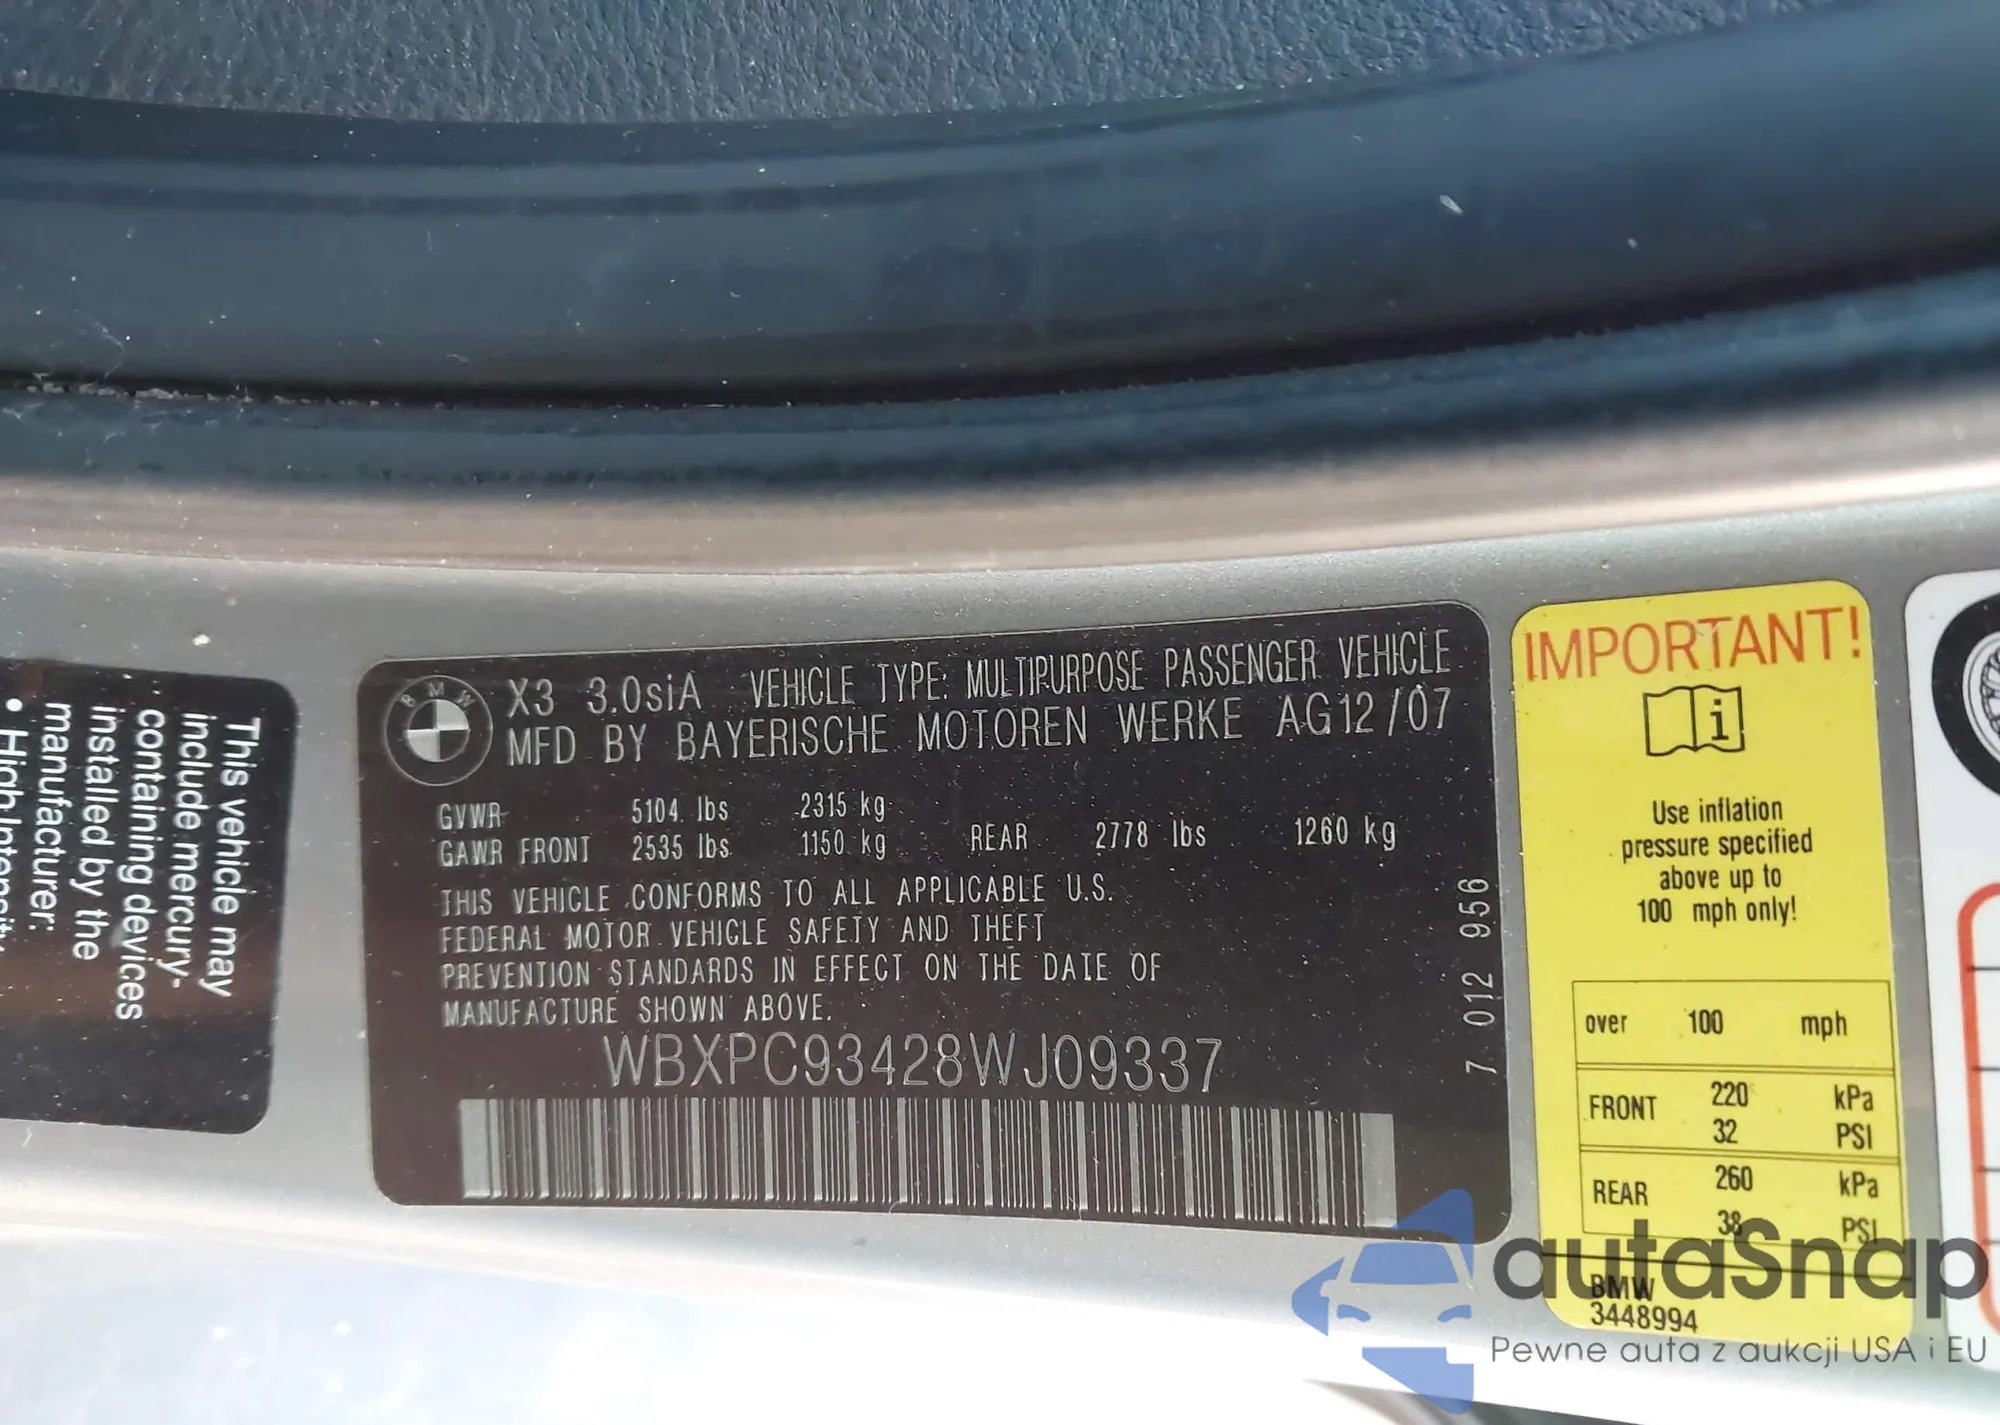 This vehicle may
include mercury-
containing devices
installed by the
manufacturer:
BMW
X3 3.0siA VEHICLE TYPE: MULTIPURPOSE PASSENGER VEHICLE
MFD BY BAYERISCHE MOTOREN WERKE AG12/07
GVWR 5104 lbs 2315 kg
GAWR FRONT 2535 lbs 1150 kg REAR 2778 lbs 1260 kg
THIS VEHICLE CONFORMS TO ALL APPLICABLE U.S.
FEDERAL MOTOR VEHICLE SAFETY AND THEFT
PREVENTION STANDARDS IN EFFECT ON THE DATE OF
MANUFACTURE SHOWN ABOVE.
WBXPC93428WJ09337
7 012 956
IMPORTANT!
i
Use inflation
pressure specified
above up to
100 mph only!
over 100 mph
FRONT 220 kPa
32 PSI
REAR 260 kPa
38 PSI
BMW
3448994
autaSnap
Pewne auta z aukcji USA i EU